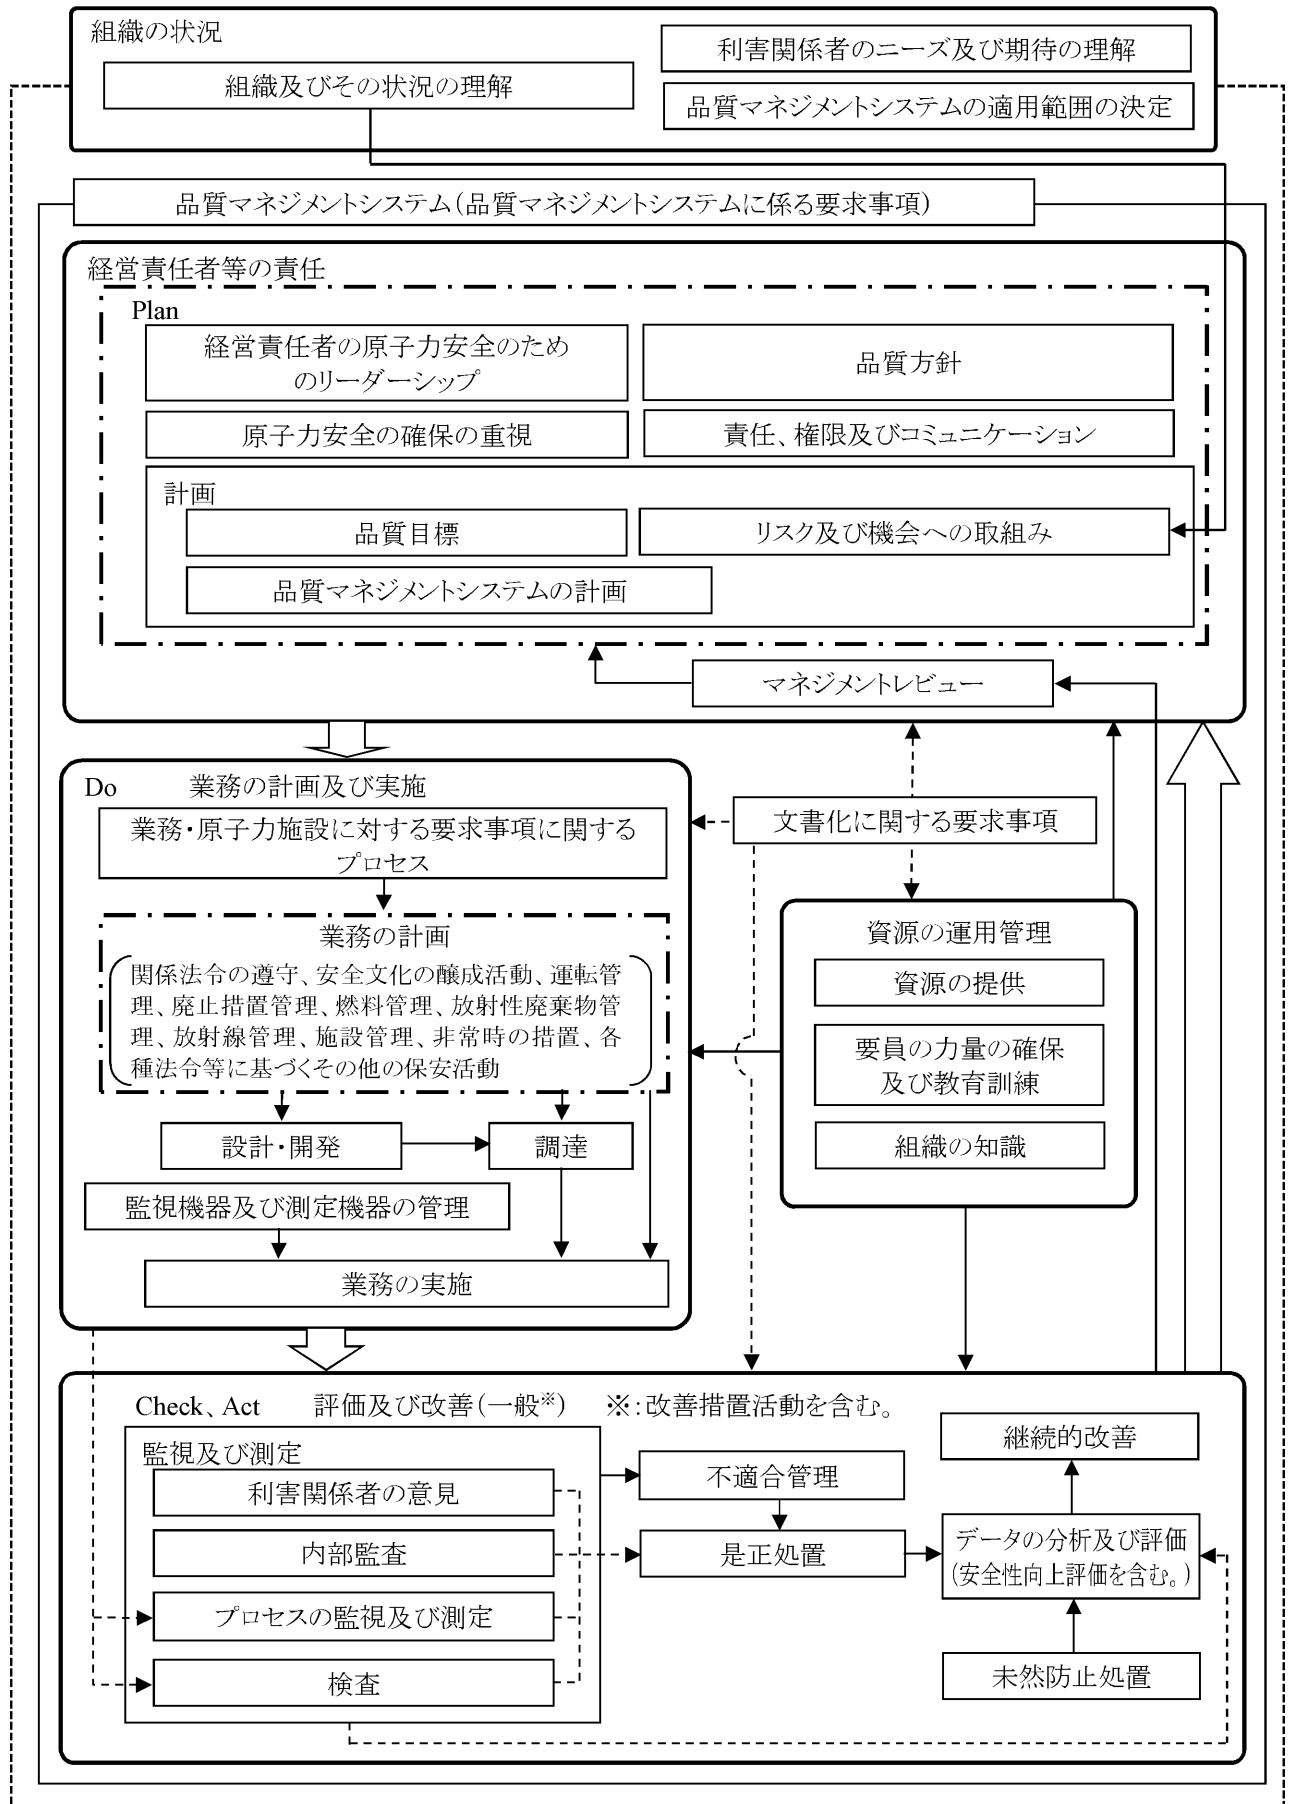 組織の状況
利害関係者のニーズ及び期待の理解
組織及びその状況の理解
品質マネジメントシステムの適用範囲の決定
品質マネジメントシステム(品質マネジメントシステムに係る要求事項)
経営責任者等の責任
Plan
経営責任者の原子力安全のため
のリーダーシップ
品質方針
原子力安全の確保の重視
責任、権限及びコミュニケーション
計画
品質目標
リスク及び機会への取組み
品質マネジメントシステムの計画
マネジメントレビュー
Do 業務の計画及び実施
業務・原子力施設に対する要求事項に関する
プロセス
文書化に関する要求事項
業務の計画
関係法令の遵守、安全文化の醸成活動、運転管
理、廃止措置管理、燃料管理、放射性廃棄物管
理、放射線管理、施設管理、非常時の措置、各
種法令等に基づくその他の保安活動
資源の運用管理
資源の提供
要員の力量の確保
及び教育訓練
組織の知識
設計・開発
調達
監視機器及び測定機器の管理
業務の実施
Check、Act 評価及び改善(一般※) ※:改善措置活動を含む。
監視及び測定
利害関係者の意見
内部監査
プロセスの監視及び測定
検査
不適合管理
是正処置
継続的改善
データの分析及び評価
(安全性向上評価を含む。)
未然防止処置